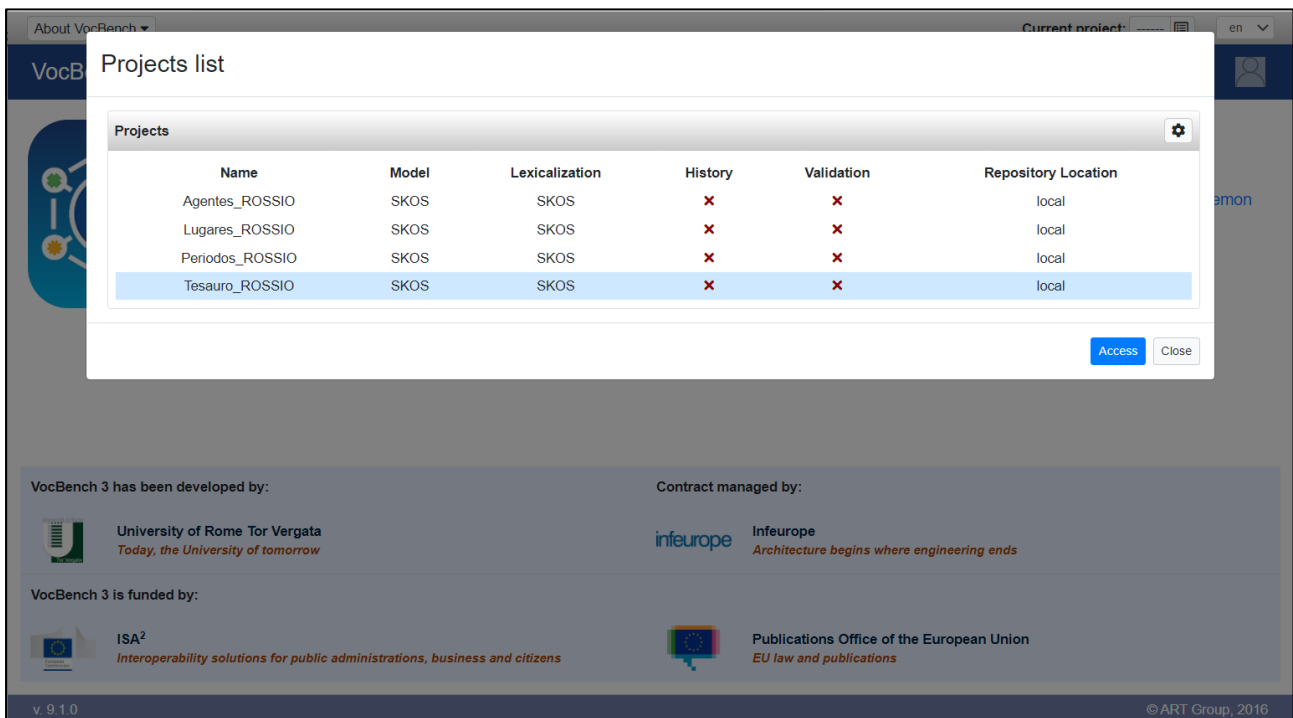 About VocBench
Current project: ------
en
VocB
Projects list
Projects
Name Model Lexicalization History Validation Repository Location
Agentes_ROSSIO SKOS SKOS local
Lugares_ROSSIO SKOS SKOS local
Periodos_ROSSIO SKOS SKOS local
Tesauro_ROSSIO SKOS SKOS local
emon
Access Close
VocBench 3 has been developed by:
University of Rome Tor Vergata
Today, the University of tomorrow
Contract managed by:
infeurope
Infeurope
Architecture begins where engineering ends
VocBench 3 is funded by:
ISA²
Interoperability solutions for public administrations, business and citizens
Publications Office of the European Union
EU law and publications
v. 9.1.0
© ART Group, 2016